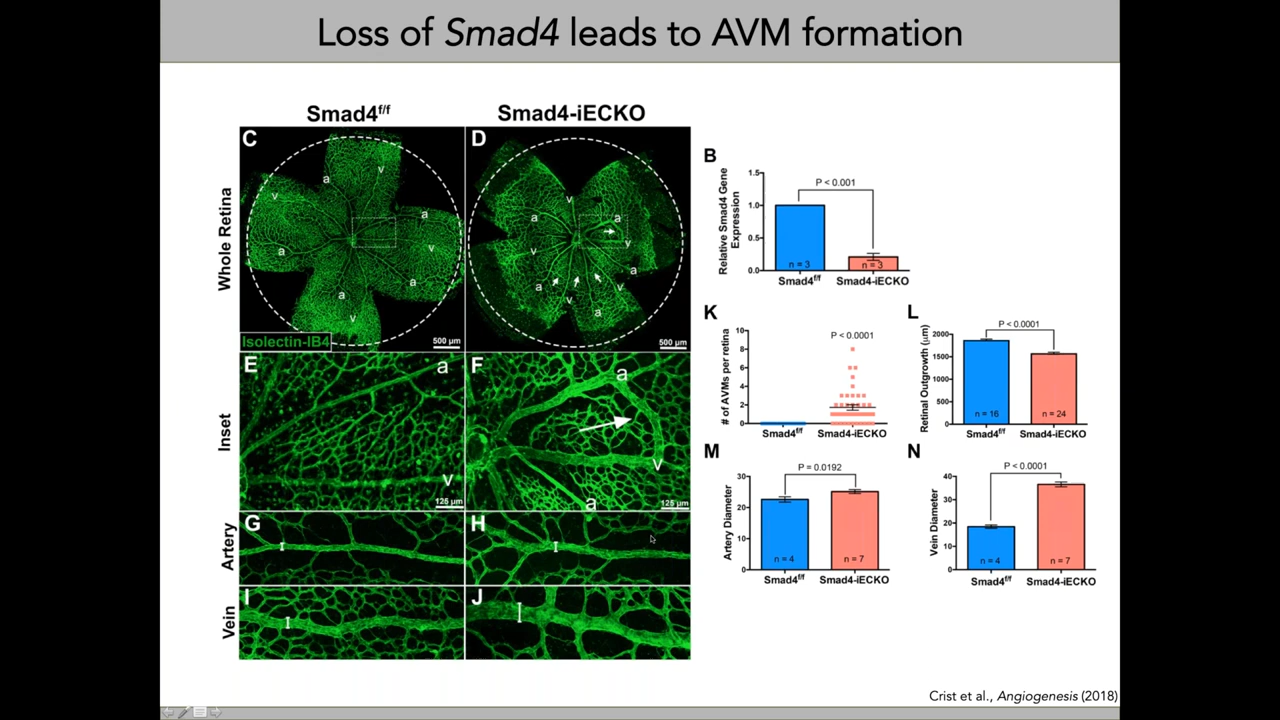 Loss of Smad4 leads to AVM formation
Smad4f/f
Smad4-iECKO
Whole Retina
C
a
v
v
a
a
v
a
a
v
Isolectin-IB4
500 µm
D
v
a
a
v
v
a
a
v
v
a
500 µm
Inset
E
a
v
125 µm
F
a
v
a
125 µm
Artery
G
H
Vein
I
J
B
Relative Smad4 Gene
Expression
1.5
1.0
0.5
0.0
P < 0.001
n = 3
n = 3
Smad4f/f
Smad4-iECKO
K
# of AVMs per retina
10
8
6
4
2
0
P < 0.0001
Smad4f/f
Smad4-iECKO
L
Retinal Outgrowth (µm)
2000
1500
1000
500
0
P < 0.0001
n = 16
n = 24
Smad4f/f
Smad4-iECKO
M
Artery Diameter
30
20
10
0
P = 0.0192
n = 4
n = 7
Smad4f/f
Smad4-iECKO
N
Vein Diameter
40
30
20
10
0
P < 0.0001
n = 4
n = 7
Smad4f/f
Smad4-iECKO
Crist et al., Angiogenesis (2018)